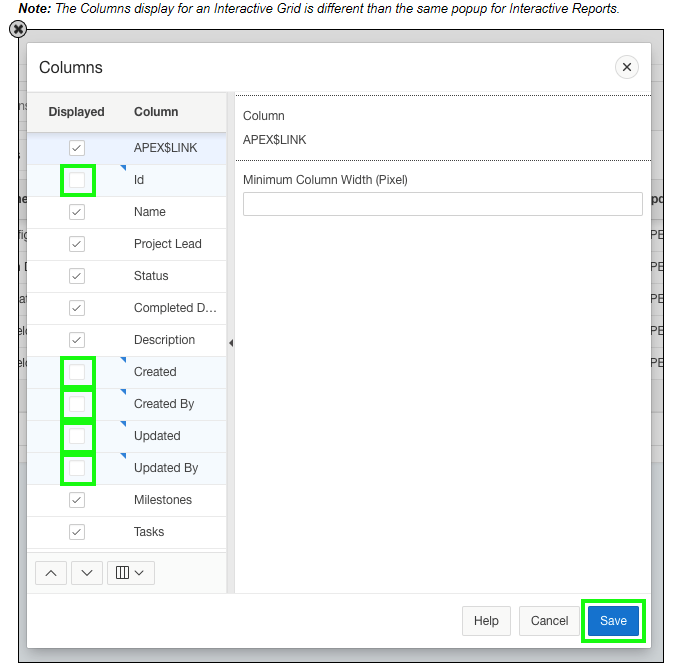 Note: The Columns display for an Interactive Grid is different than the same popup for Interactive Reports.
Columns
Displayed Column
APEX$LINK
Id
Name
Project Lead
Status
Completed D...
Description
Created
Created By
Updated
Updated By
Milestones
Tasks
Column
APEX$LINK
Minimum Column Width (Pixel)
Help Cancel Save